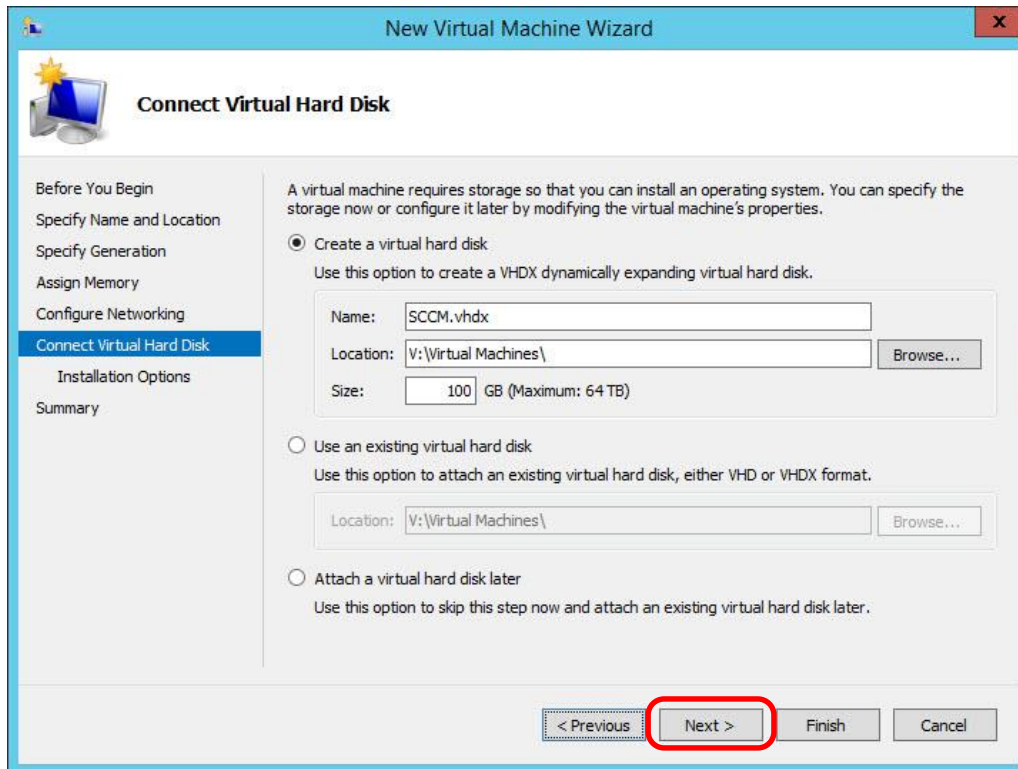 New Virtual Machine Wizard
x
Connect Virtual Hard Disk
Before You Begin
Specify Name and Location
Specify Generation
Assign Memory
Configure Networking
Connect Virtual Hard Disk
Installation Options
Summary
A virtual machine requires storage so that you can install an operating system. You can specify the
storage now or configure it later by modifying the virtual machine's properties.
Create a virtual hard disk
Use this option to create a VHDX dynamically expanding virtual hard disk.
Name: SCCM.vhdx
Location: V:\Virtual Machines\ Browse...
Size: 100 GB (Maximum: 64 TB)
Use an existing virtual hard disk
Use this option to attach an existing virtual hard disk, either VHD or VHDX format.
Location: V:\Virtual Machines\ Browse...
Attach a virtual hard disk later
Use this option to skip this step now and attach an existing virtual hard disk later.
< Previous Next > Finish Cancel